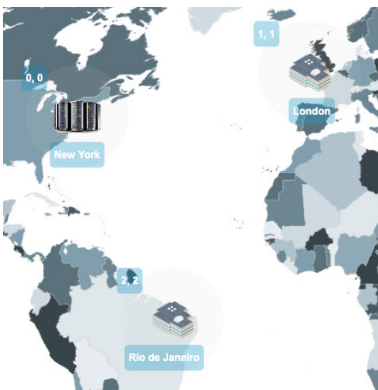 1, 1
0, 0
London
New York
2, 2
Rio de Janeiro